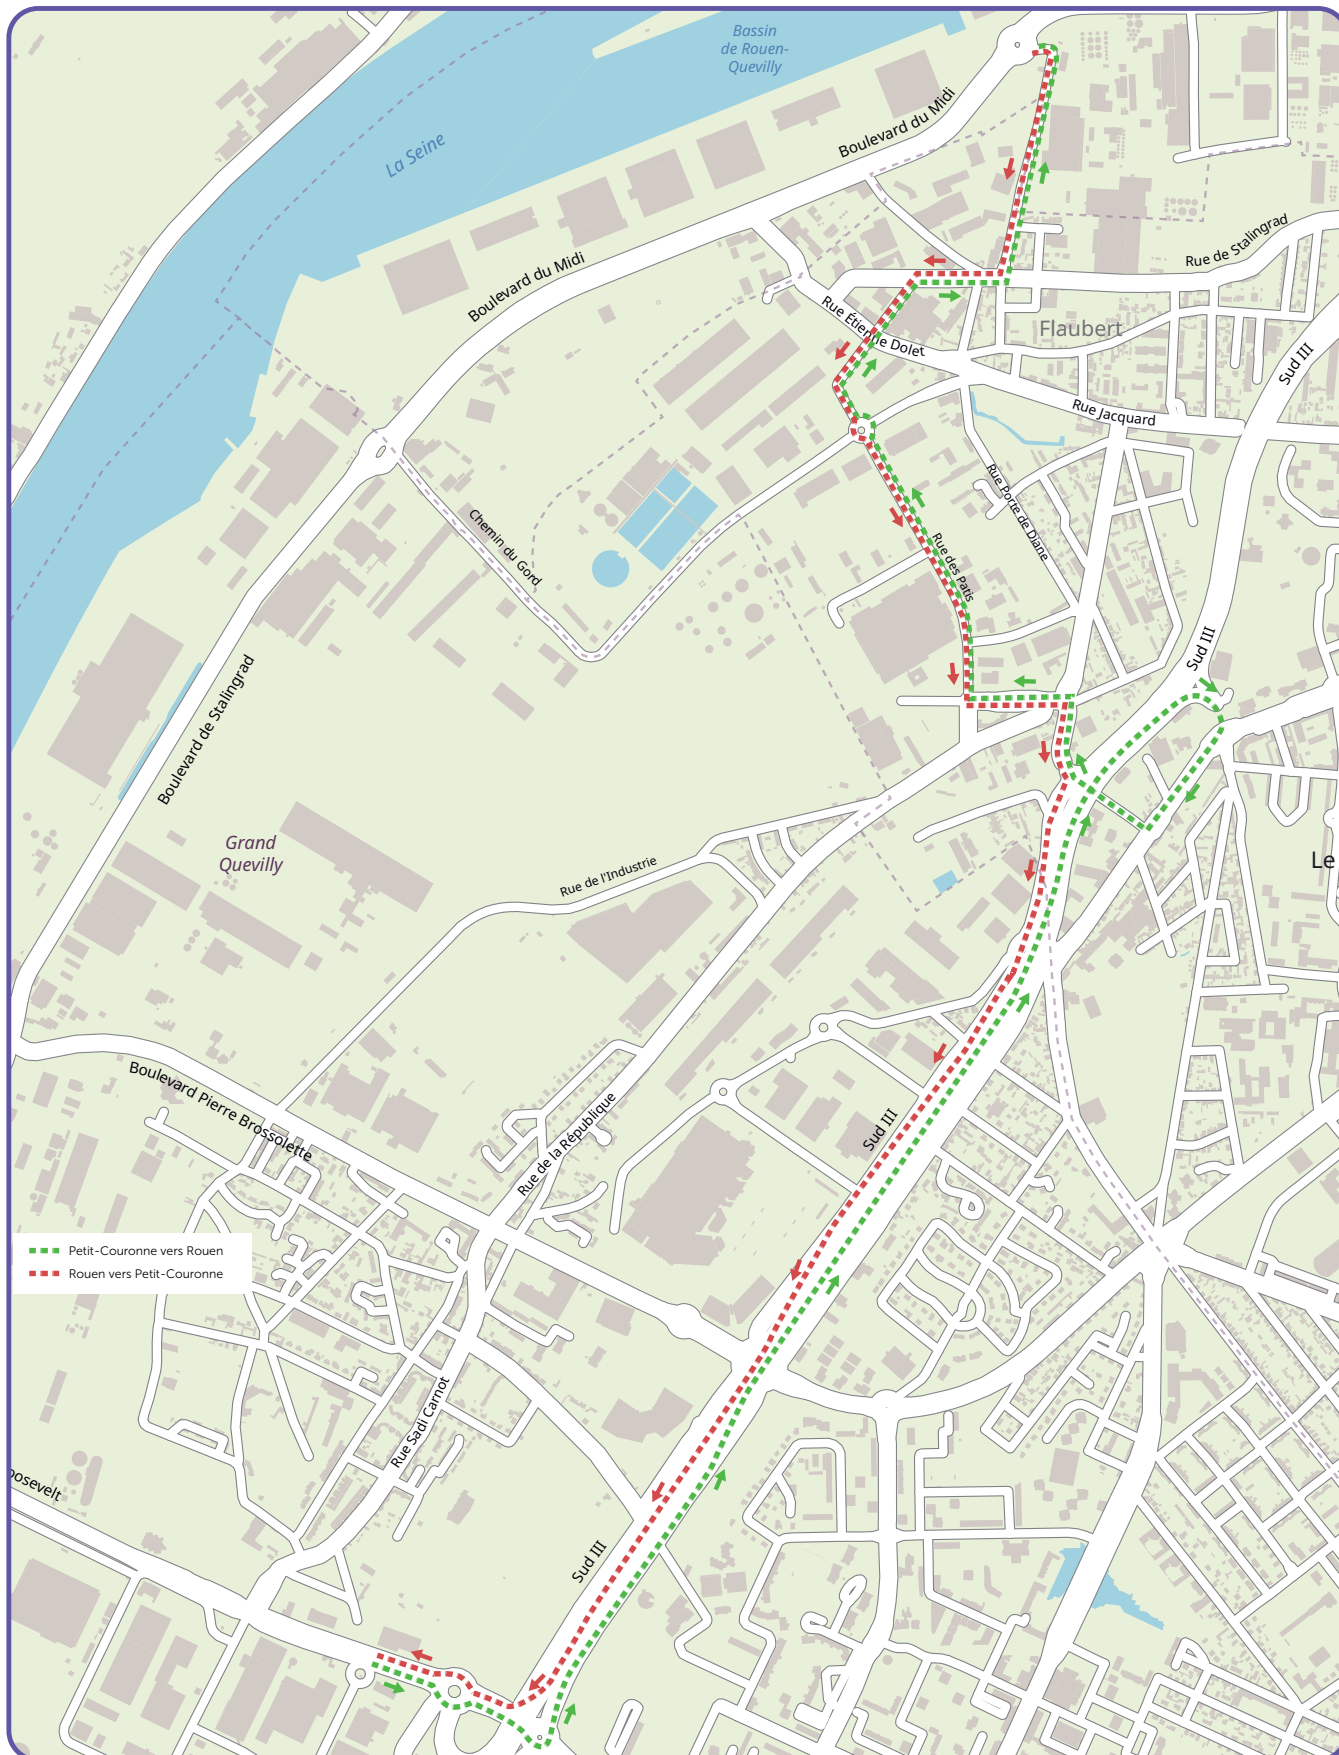 Bassin
de Rouen-
Quevilly
Boulevard du Midi
La Seine
Rue de Stalingrad
Boulevard du Midi
Rue Étienne Dolet
Flaubert
Sud III
Rue Jacquard
Rue Porte de Diane
Chemin du Gord
Rue des Patis
Sud III
Boulevard de Stalingrad
Grand
Quevilly
Rue de l'Industrie
Le
Boulevard Pierre Brossolette
Rue de la République
Sud III
Petit-Couronne vers Rouen
Rouen vers Petit-Couronne
Rue Sadi Carnot
oosevelt
Sud III